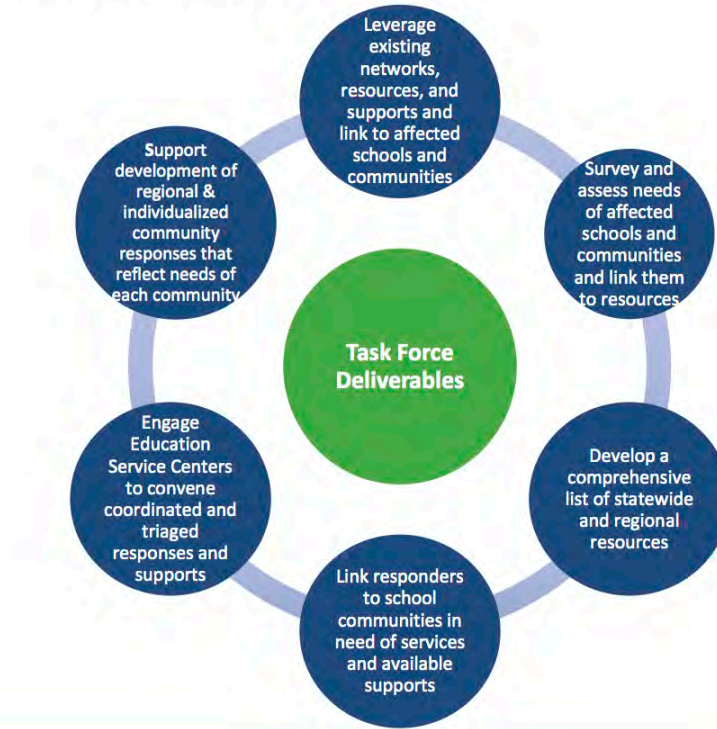 Leverage
existing
networks,
resources, and
supports and
link to affected
schools and
communities
Survey and
assess needs
of affected
schools and
communities
and link them
to resources
Develop a
comprehensive
list of statewide
and regional
resources
Link responders
to school
communities in
need of services
and available
supports
Engage
Education
Service Centers
to convene
coordinated and
triaged
responses and
supports
Support
development of
regional &
individualized
community
responses that
reflect needs of
each community
Task Force
Deliverables